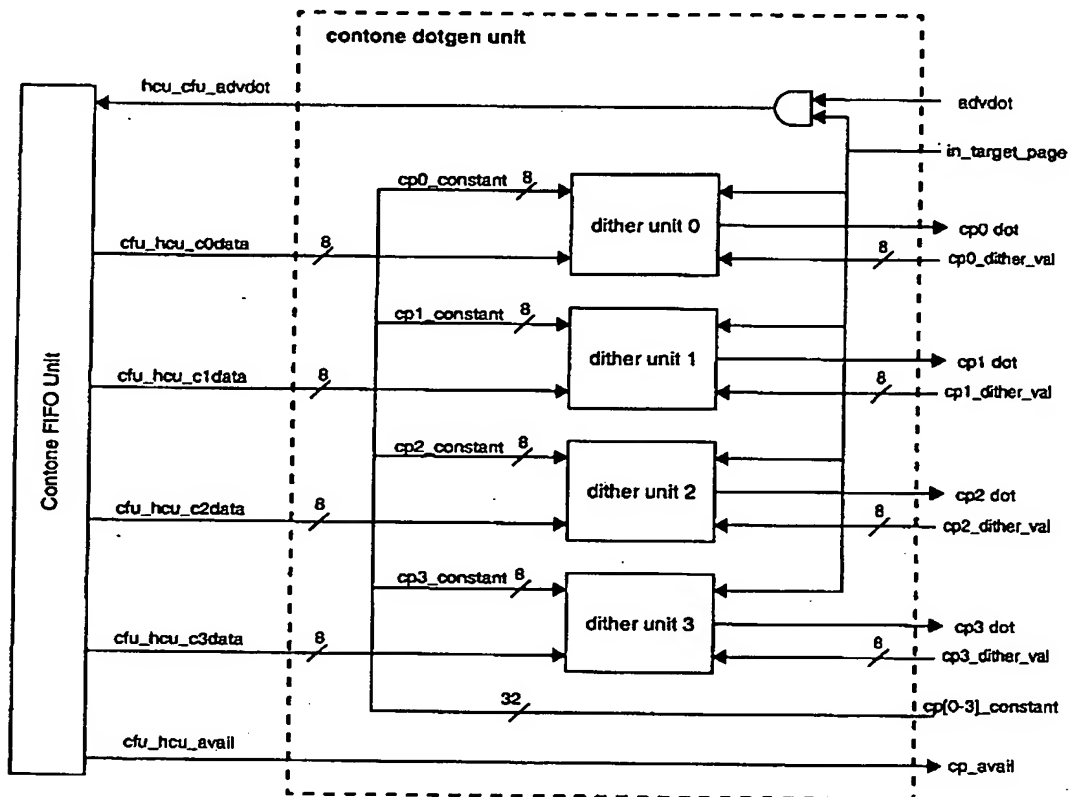 contone dotgen unit
hcu_cfu_advdot
advdot
in_target_page
cp0_constant 8
dither unit 0
cp0 dot
cfu_hcu_c0data 8
8 cp0_dither_val
cp1_constant 8
dither unit 1
cp1 dot
cfu_hcu_c1data 8
8 cp1_dither_val
Contone FIFO Unit
cp2_constant 8
dither unit 2
cp2 dot
cfu_hcu_c2data 8
8 cp2_dither_val
cp3_constant 8
dither unit 3
cp3 dot
cfu_hcu_c3data 8
8 cp3_dither_val
32 cp[0-3]_constant
cfu_hcu_avail
cp_avail